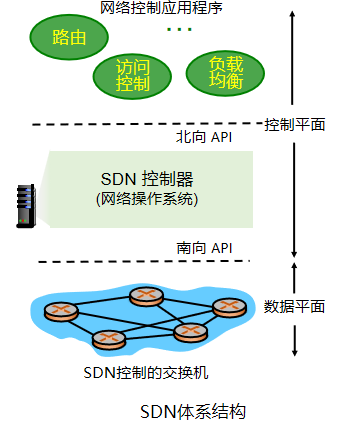 网络控制应用程序
···
路由
访问
控制
负载
均衡
控制平面
北向 API
SDN 控制器
(网络操作系统)
南向 API
数据平面
SDN控制的交换机
SDN体系结构